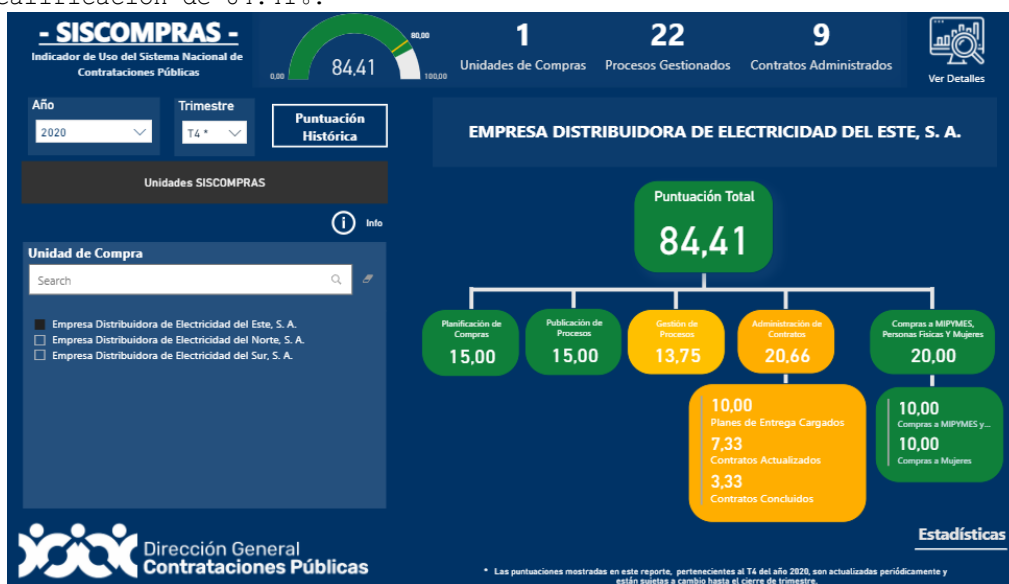 calificación de 84.41%.
- SISCOMPRAS -
Indicador de Uso del Sistema Nacional de
Contrataciones Públicas
0,00
84,41
80,00
100,00
1
Unidades de Compras
22
Procesos Gestionados
9
Contratos Administrados
Ver Detalles
Año
2020
Trimestre
T4 *
Puntuación
Histórica
EMPRESA DISTRIBUIDORA DE ELECTRICIDAD DEL ESTE, S. A.
Unidades SISCOMPRAS
Info
Unidad de Compra
Search
Empresa Distribuidora de Electricidad del Este, S. A.
Empresa Distribuidora de Electricidad del Norte, S. A.
Empresa Distribuidora de Electricidad del Sur, S. A.
Puntuación Total
84,41
Planificación de
Compras
15,00
Publicación de
Procesos
15,00
Gestión de
Procesos
13,75
Administración de
Contratos
20,66
Compras a MIPYMES,
Personas Físicas Y Mujeres
20,00
10,00
Planes de Entrega Cargados
7,33
Contratos Actualizados
3,33
Contratos Concluidos
10,00
Compras a MIPYMES y...
10,00
Compras a Mujeres
Dirección General
Contrataciones Públicas
Estadísticas
* Las puntuaciones mostradas en este reporte, pertenecientes al T4 del año 2020, son actualizadas periódicamente y
están sujetas a cambio hasta el cierre de trimestre.